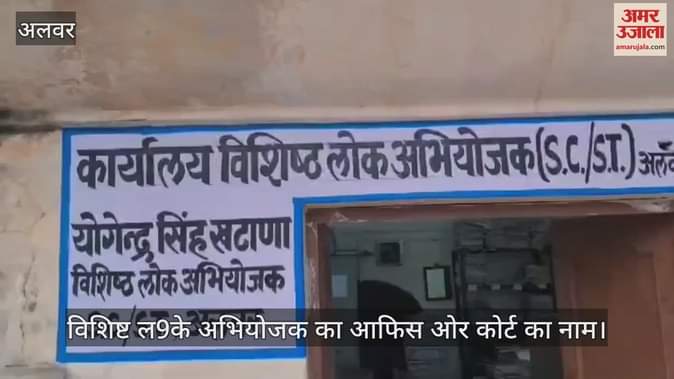 अलवर
अमर उजाला
amarujala.com
कार्यालय विशिष्ठ लोक अभियोजक (S.C./S.T.)
योगेन्द्र सिंह खटाणा
विशिष्ठ लोक अभियोजक
विशिष्ट ल9के अभियोजक का आफिस ओर कोर्ट का नाम।